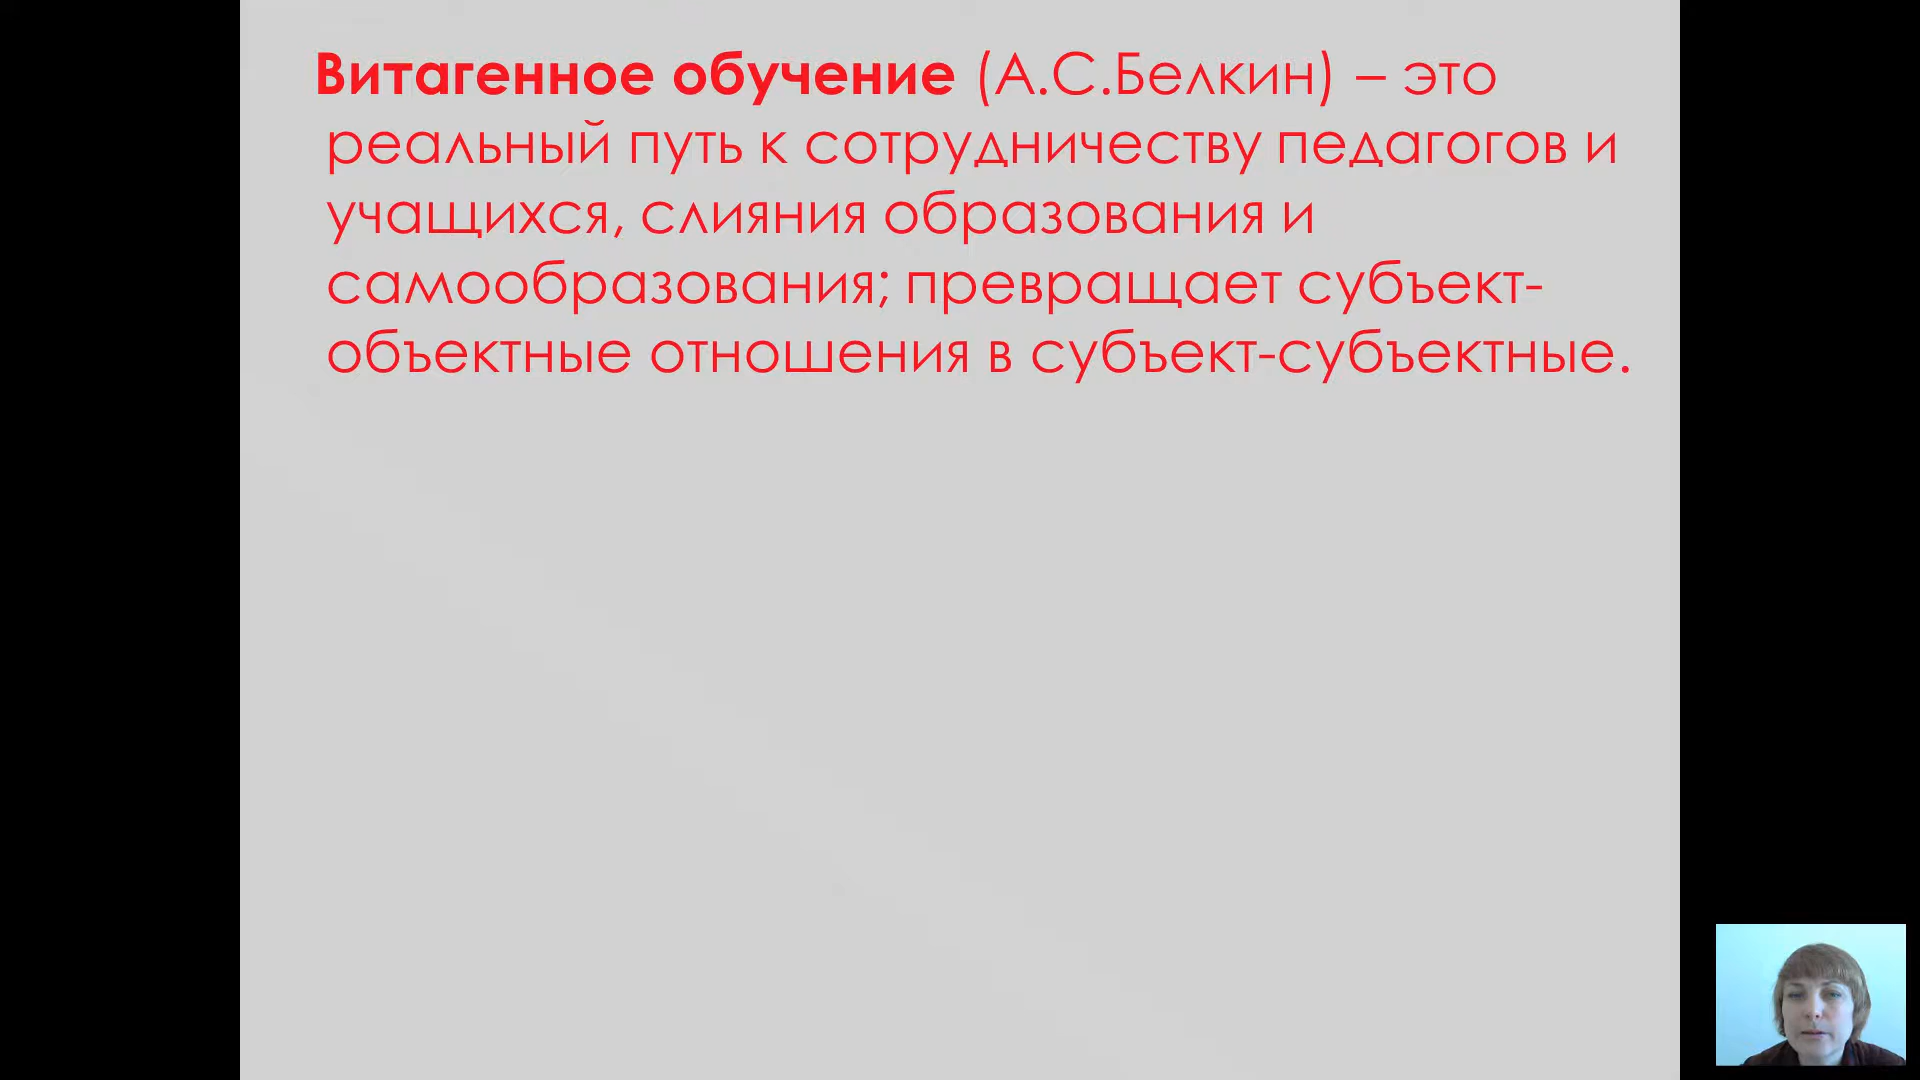 Витагенное обучение (А.С.Белкин) – это
реальный путь к сотрудничеству педагогов и
учащихся, слияния образования и
самообразования; превращает субъект-
объектные отношения в субъект-субъектные.